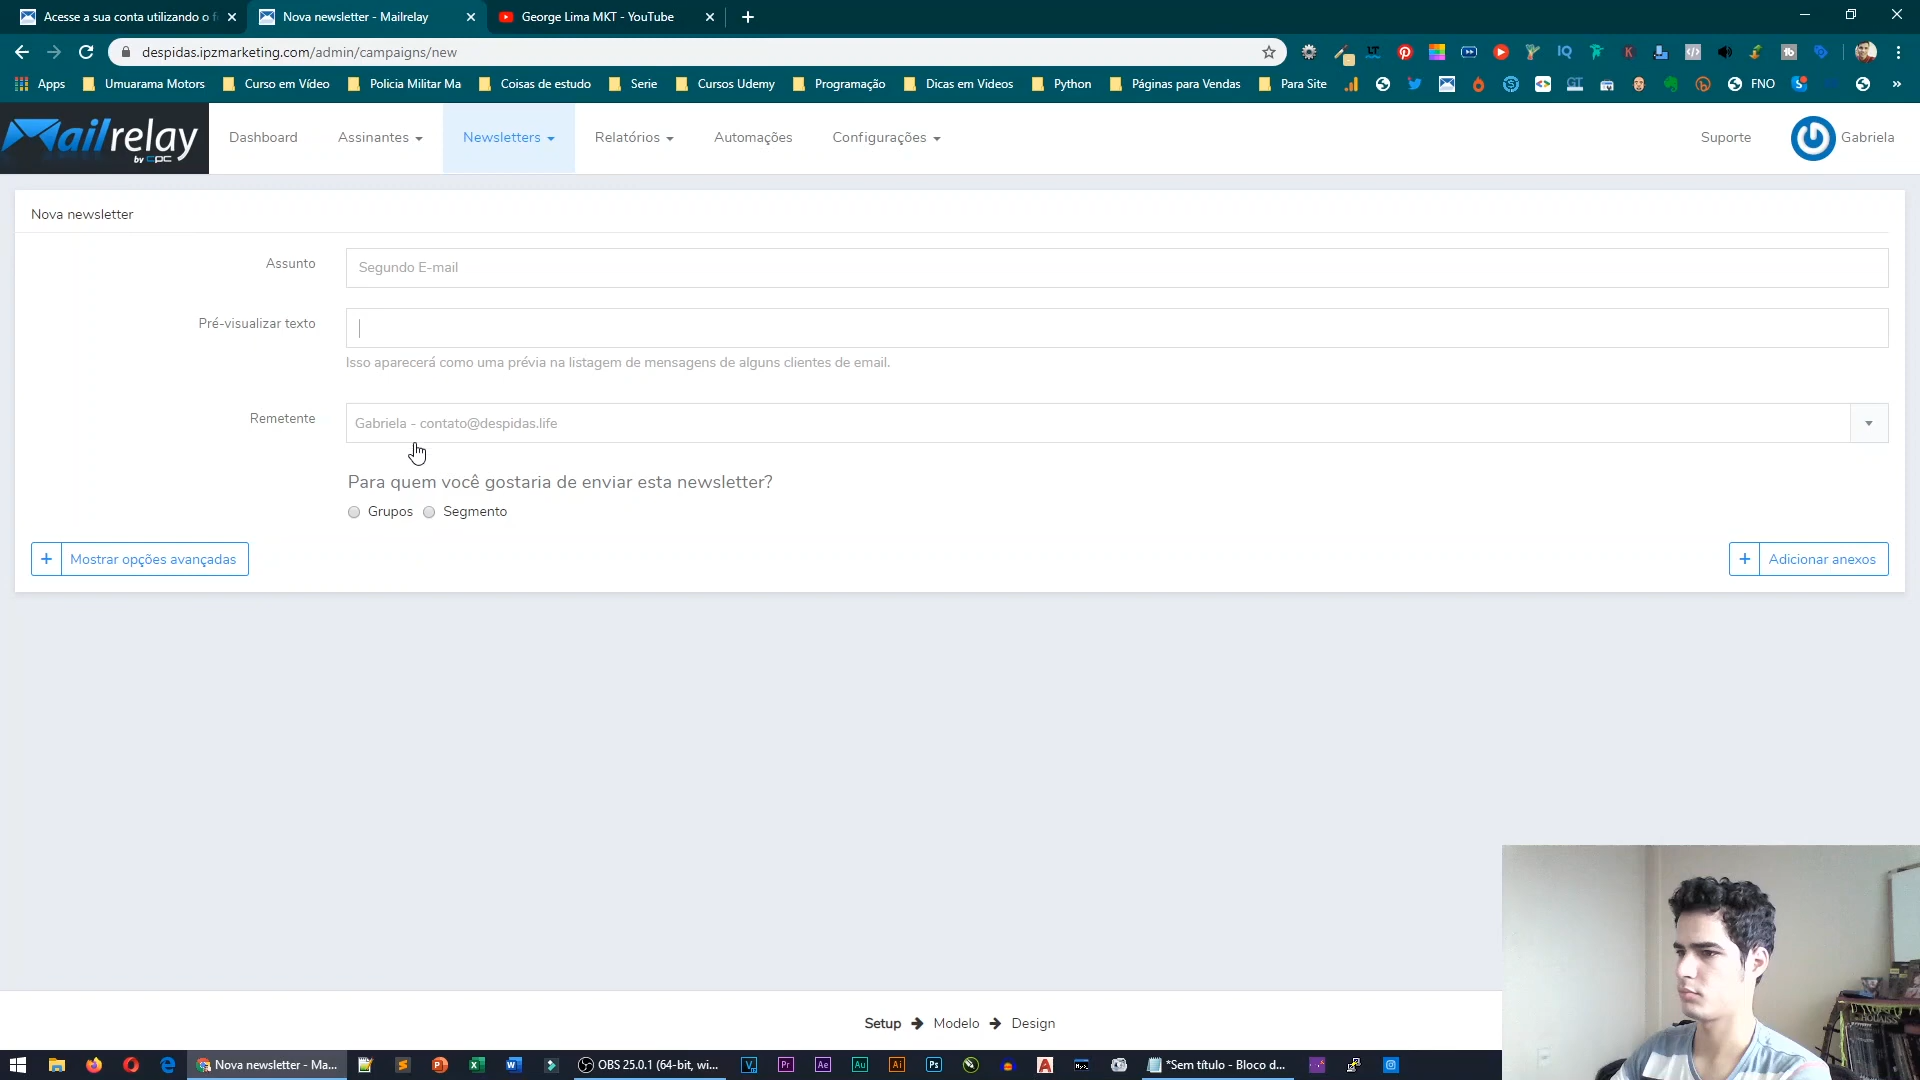 Acesse a sua conta utilizando o f
Nova newsletter - Mailrelay
George Lima MKT - YouTube
despidas.ipzmarketing.com/admin/campaigns/new
Apps
Umuarama Motors
Curso em Vídeo
Policia Militar Ma
Coisas de estudo
Serie
Cursos Udemy
Programação
Dicas em Videos
Python
Páginas para Vendas
Para Site
FNO
Mailrelay
by cpc
Dashboard
Assinantes
Newsletters
Relatórios
Automações
Configurações
Suporte
Gabriela
Nova newsletter
Assunto
Segundo E-mail
Pré-visualizar texto
Isso aparecerá como uma prévia na listagem de mensagens de alguns clientes de email.
Remetente
Gabriela - contato@despidas.life
Para quem você gostaria de enviar esta newsletter?
Grupos
Segmento
+ Mostrar opções avançadas
+ Adicionar anexos
Setup
Modelo
Design
Nova newsletter - Ma...
OBS 25.0.1 (64-bit, wi...
*Sem título - Bloco d...